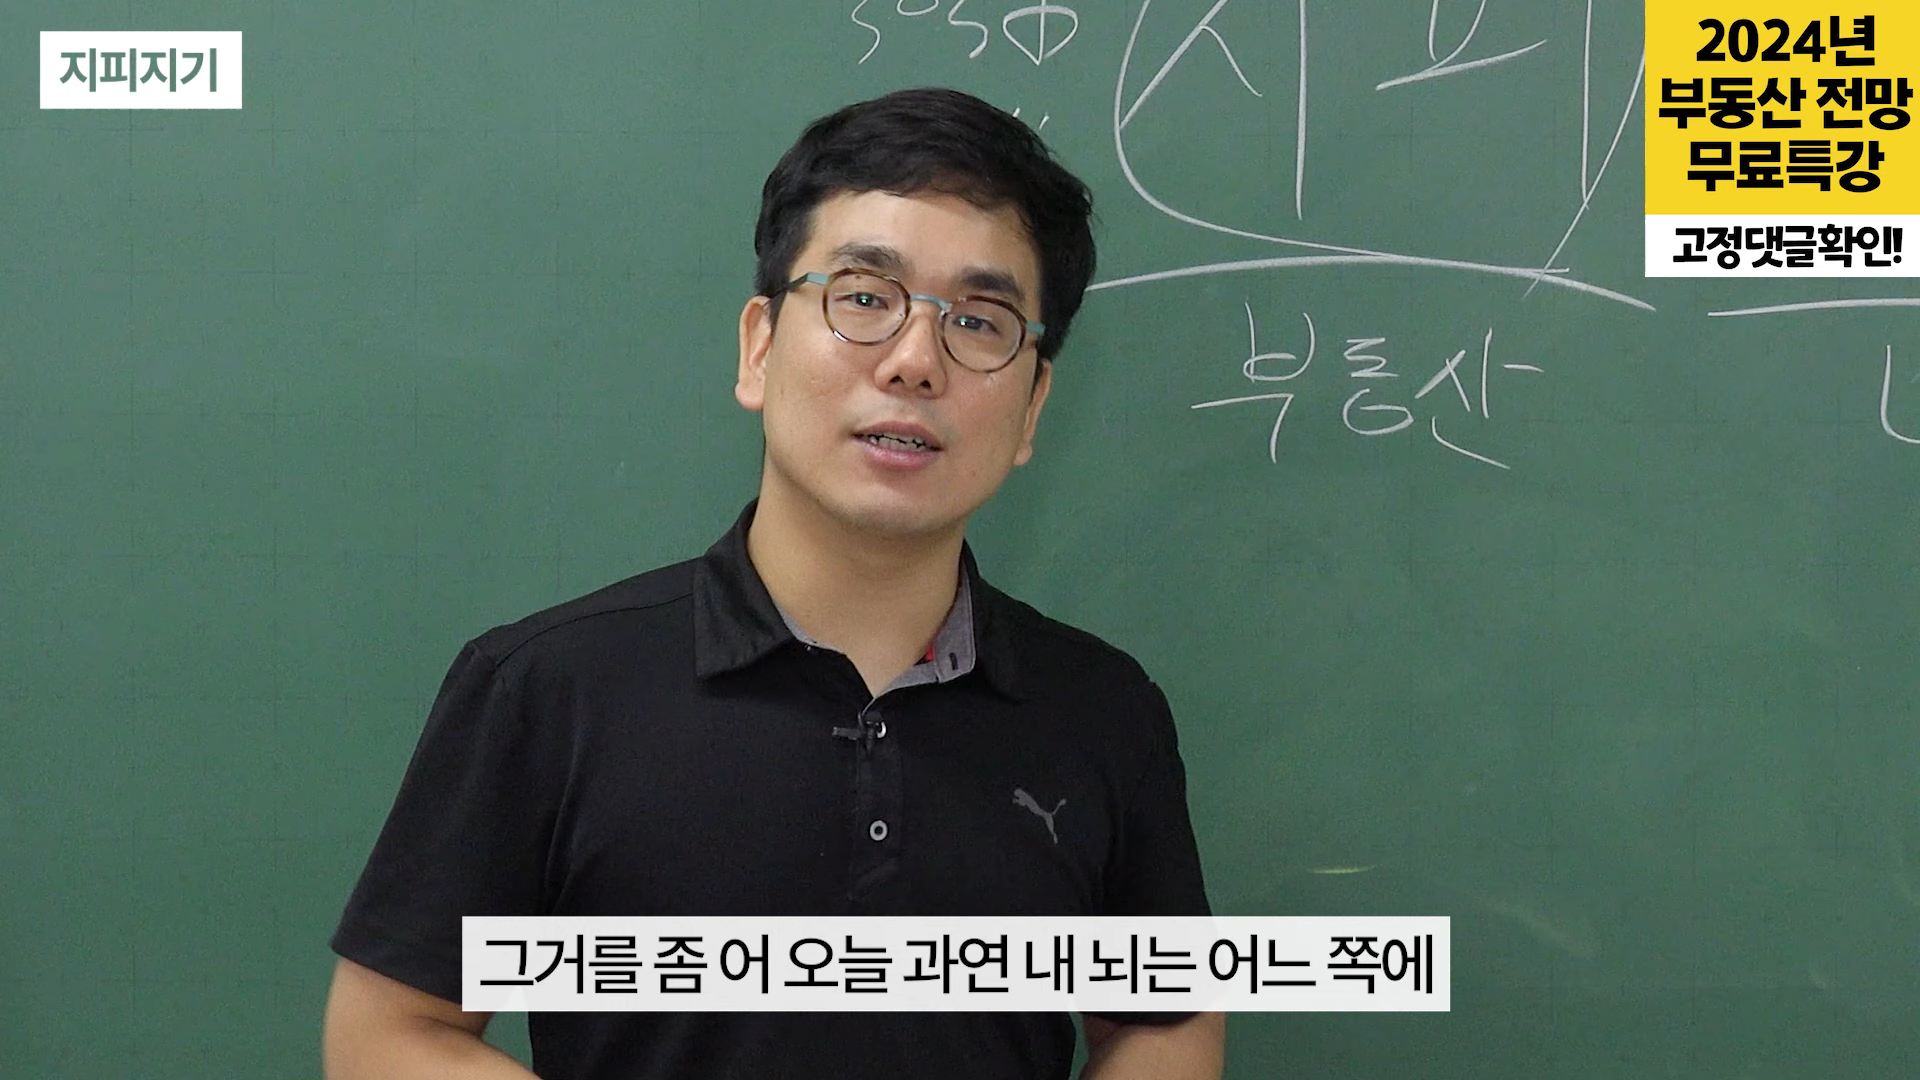 지피지기
2024년
부동산 전망
무료특강
고정댓글확인!
지피
부동산
그거를 좀 어 오늘 과연 내 뇌는 어느 쪽에